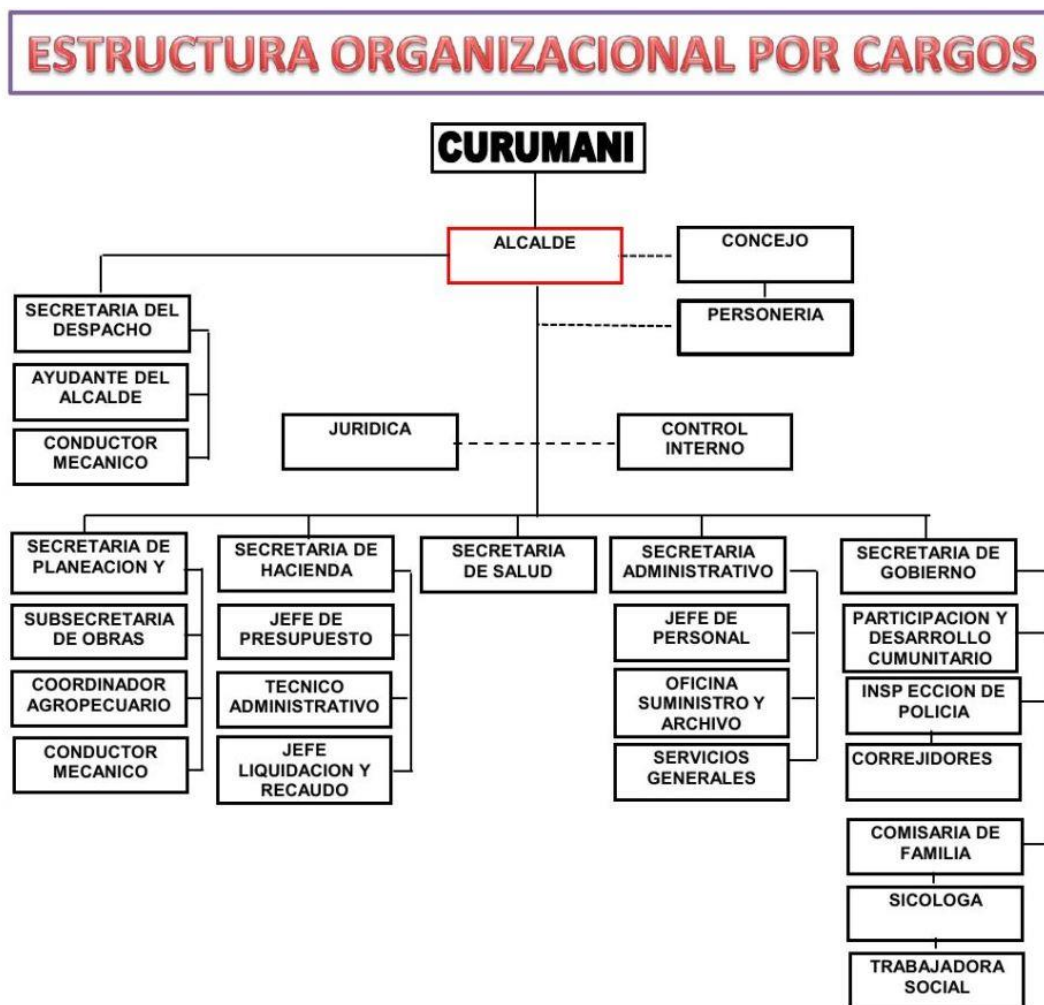 ESTRUCTURA ORGANIZACIONAL POR CARGOS
CURUMANI
ALCALDE
CONCEJO
PERSONERIA
SECRETARIA DEL
DESPACHO
AYUDANTE DEL
ALCALDE
CONDUCTOR
MECANICO
JURIDICA
CONTROL
INTERNO
SECRETARIA DE
PLANEACION Y
SUBSECRETARIA
DE OBRAS
COORDINADOR
AGROPECUARIO
CONDUCTOR
MECANICO
SECRETARIA DE
HACIENDA
JEFE DE
PRESUPUESTO
TECNICO
ADMINISTRATIVO
JEFE
LIQUIDACION Y
RECAUDO
SECRETARIA
DE SALUD
SECRETARIA
ADMINISTRATIVO
JEFE DE
PERSONAL
OFICINA
SUMINISTRO Y
ARCHIVO
SERVICIOS
GENERALES
SECRETARIA DE
GOBIERNO
PARTICIPACION Y
DESARROLLO
CUMUNITARIO
INSP ECCION DE
POLICIA
CORREJIDORES
COMISARIA DE
FAMILIA
SICOLOGA
TRABAJADORA
SOCIAL